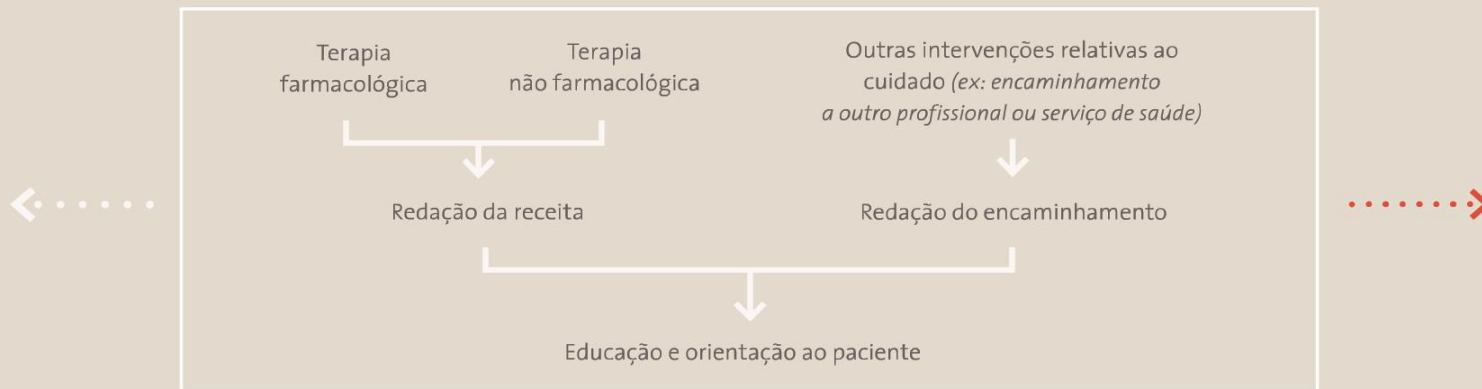 Terapia
farmacológica
Terapia
não farmacológica
Outras intervenções relativas ao
cuidado (ex: encaminhamento
a outro profissional ou serviço de saúde)
Redação da receita
Redação do encaminhamento
Educação e orientação ao paciente